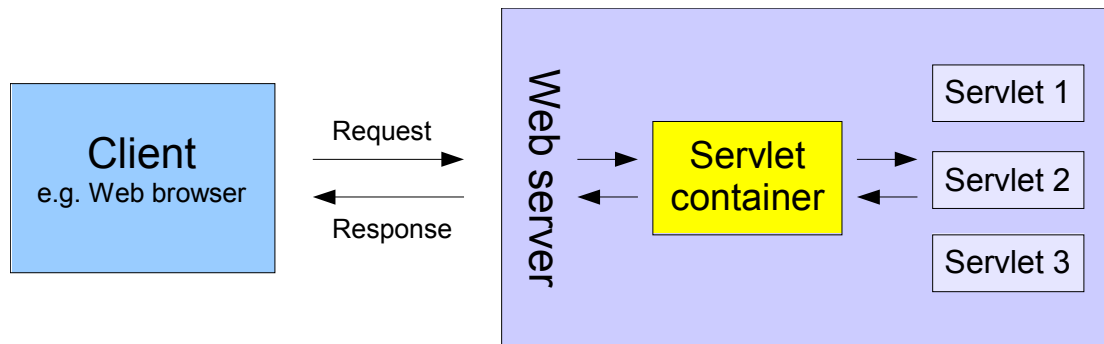 Client
e.g. Web browser
Request
Response
Web server
Servlet
container
Servlet 1
Servlet 2
Servlet 3